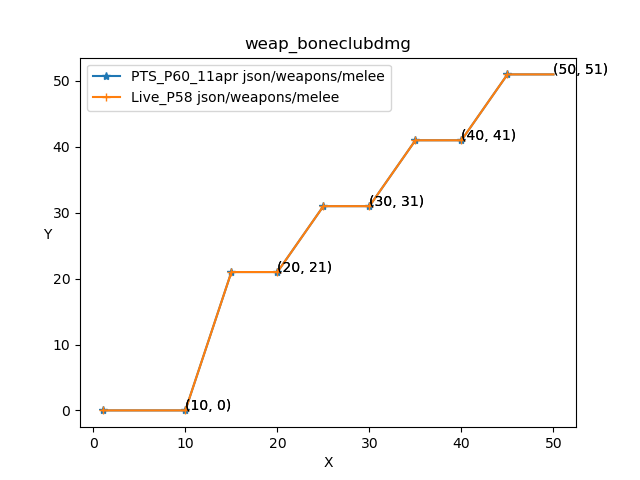 weap_boneclubdmg
PTS_P60_11apr json/weapons/melee
Live_P58 json/weapons/melee
(50, 51)
(40, 41)
(30, 31)
(20, 21)
(10, 0)
50
40
30
20
10
0
Y
0 10 20 30 40 50
X